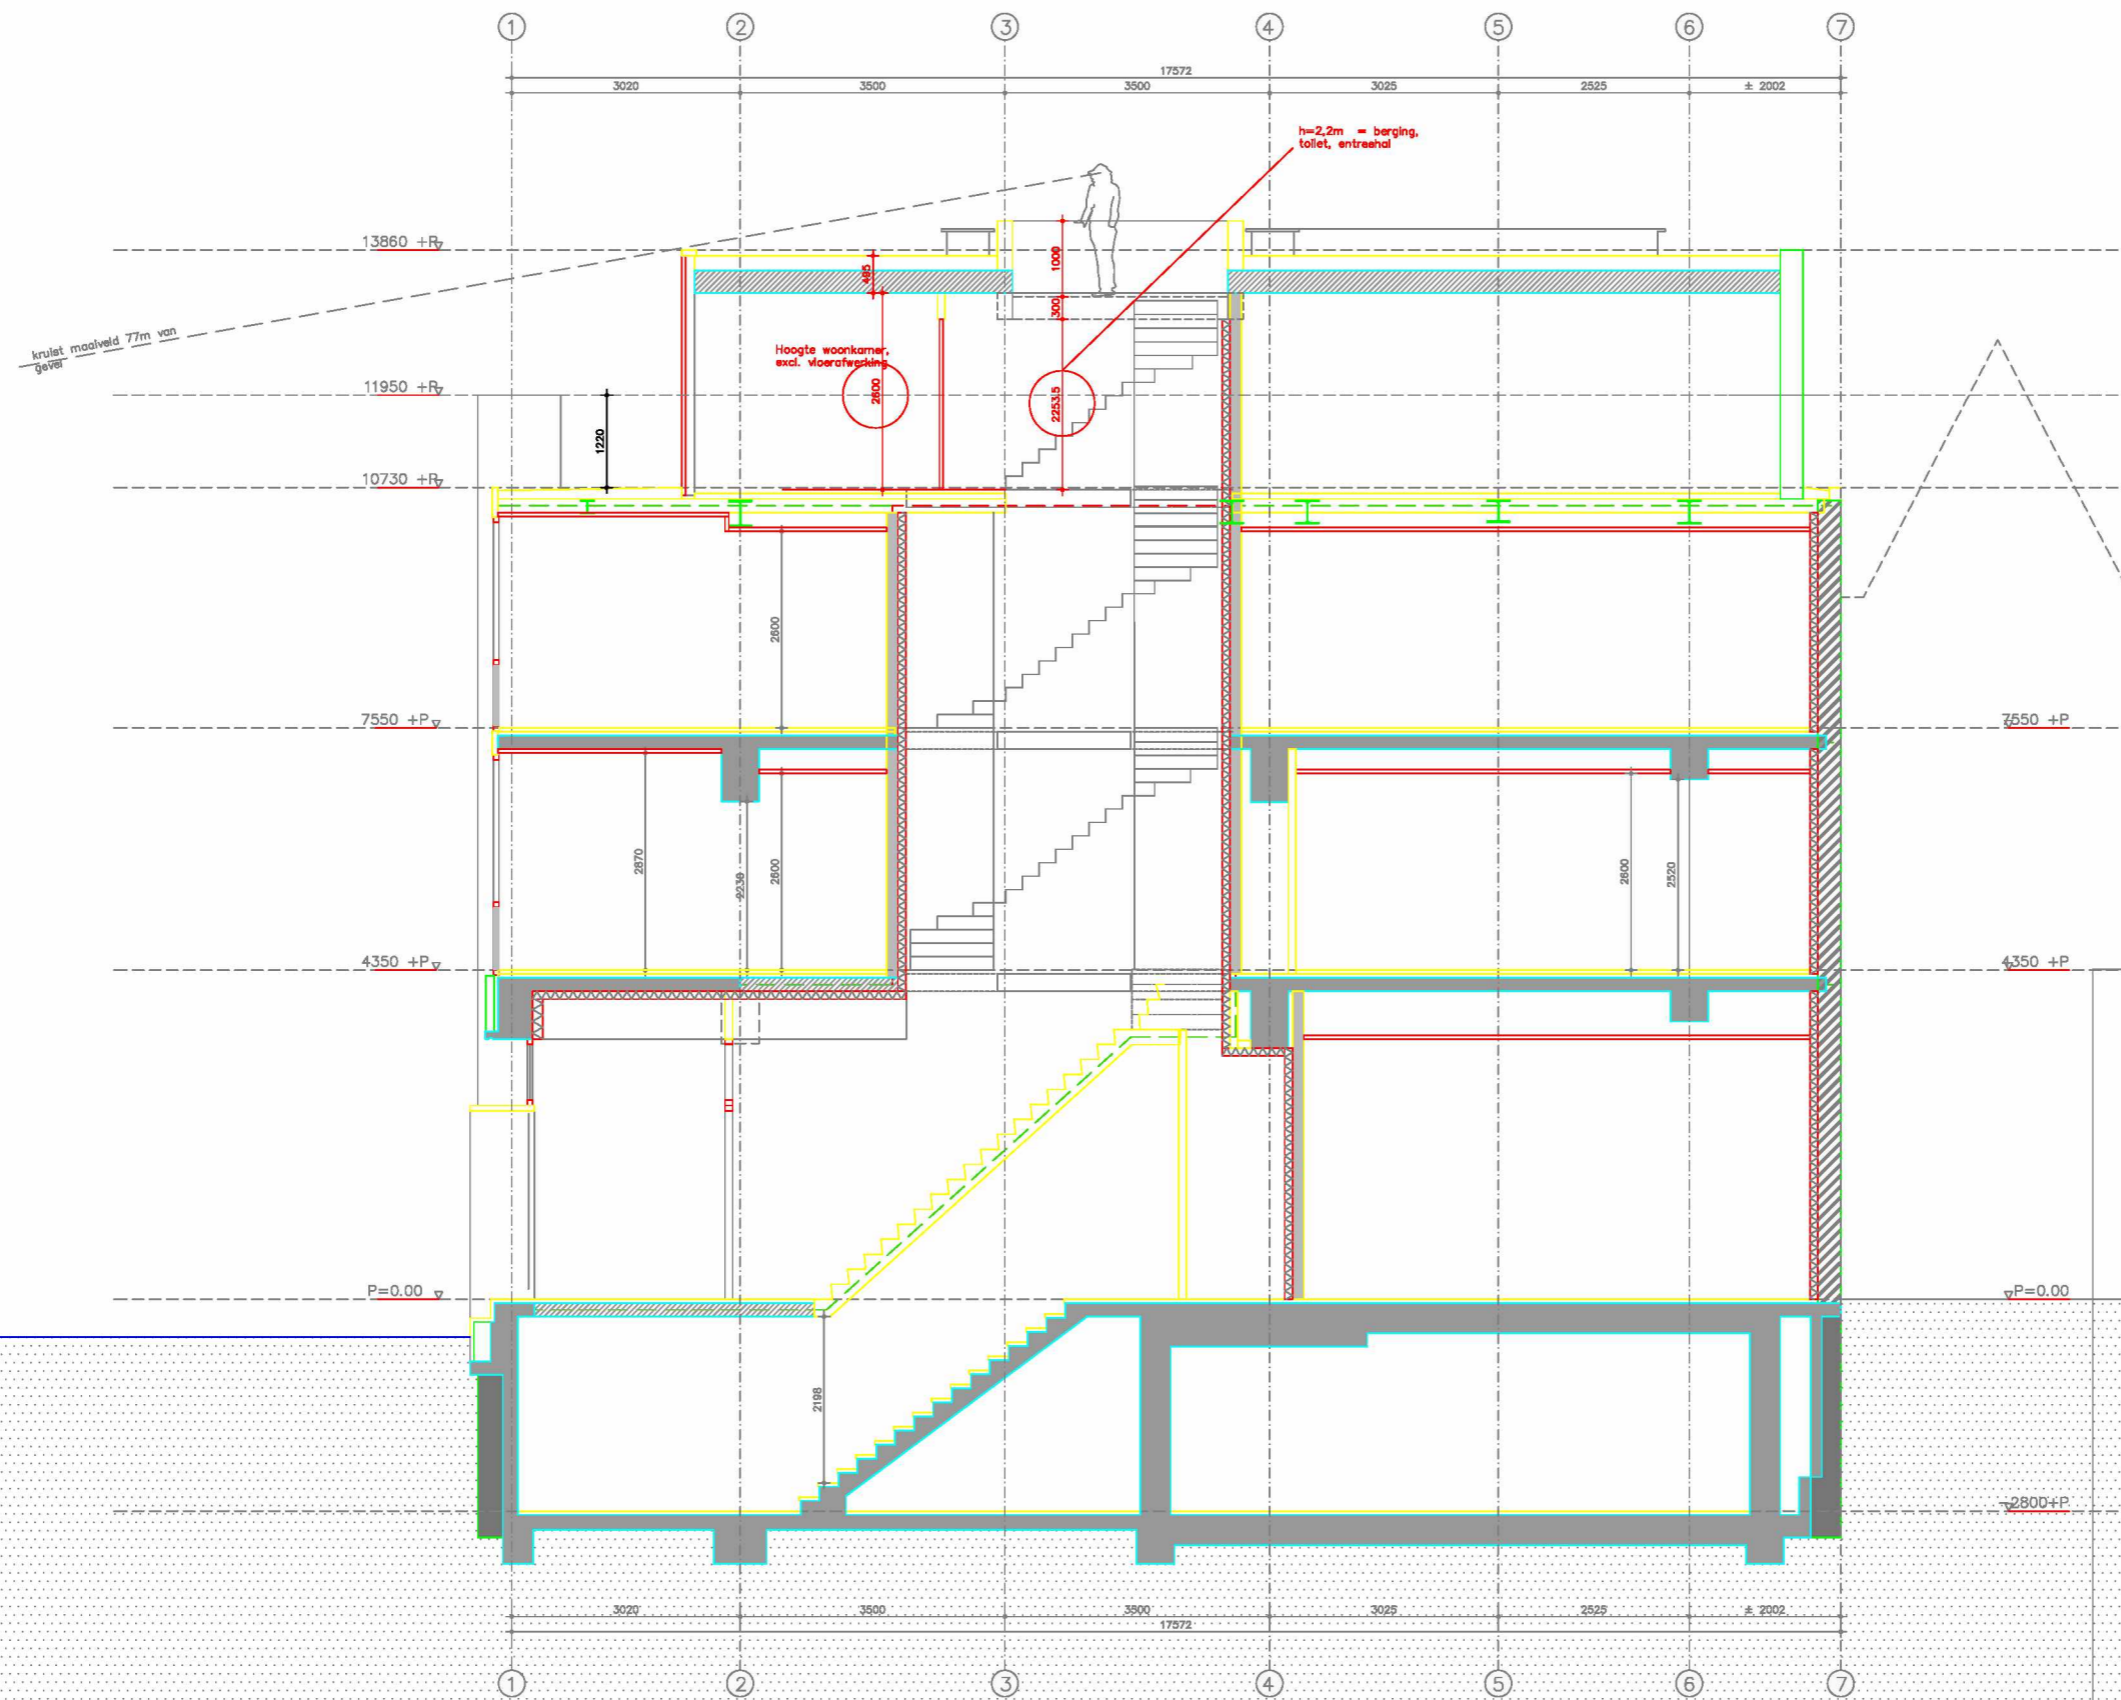 1 2 3 4 5 6 7
17572
3020 3500 3500 3025 2525 ± 2002
h=2,2m = berging,
toilet, entreehal
13860 +P
495
1000
300
kruist maaiveld 77m van
gevel
Hoogte woonkamer,
excl. vloerafwerking
11950 +P
2600
2253.5
1220
10730 +P
2600
7550 +P 7550 +P
2870
2230
2600
2600
2520
4350 +P 4350 +P
P=0.00 P=0.00
2198
-2800+P
3020 3500 3500 3025 2525 ± 2002
17572
1 2 3 4 5 6 7